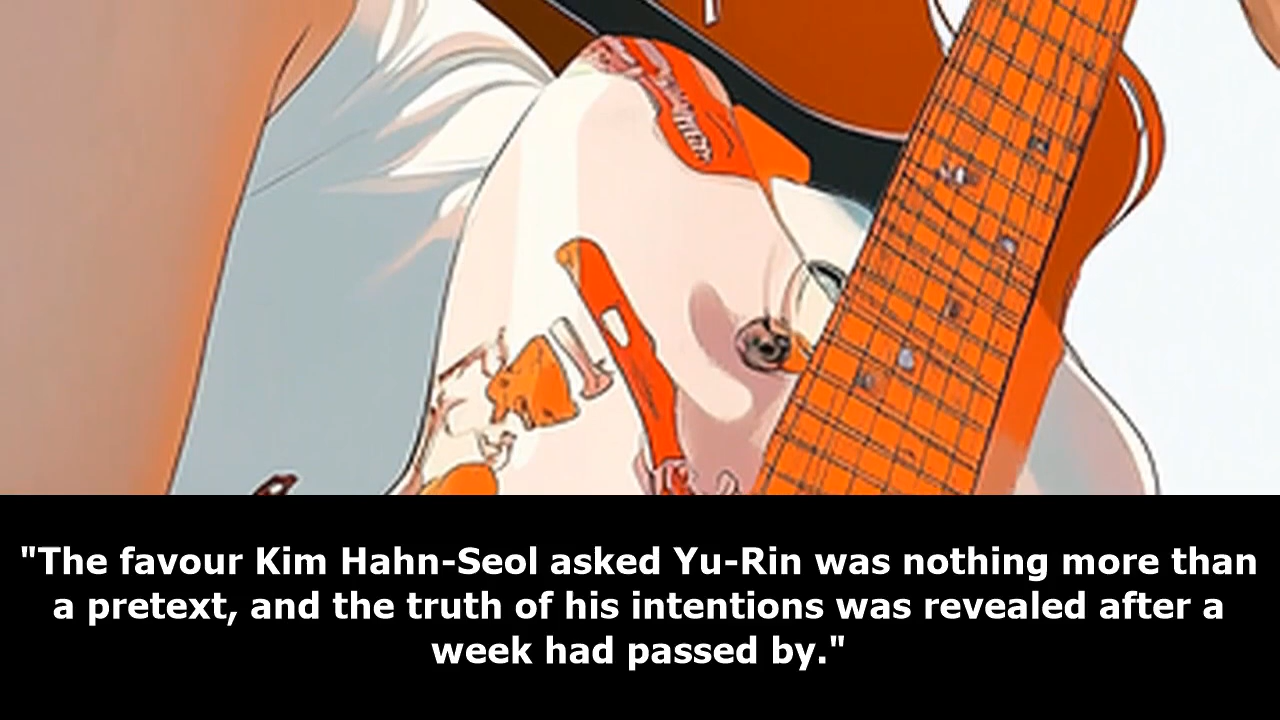 "The favour Kim Hahn-Seol asked Yu-Rin was nothing more than
a pretext, and the truth of his intentions was revealed after a
week had passed by."